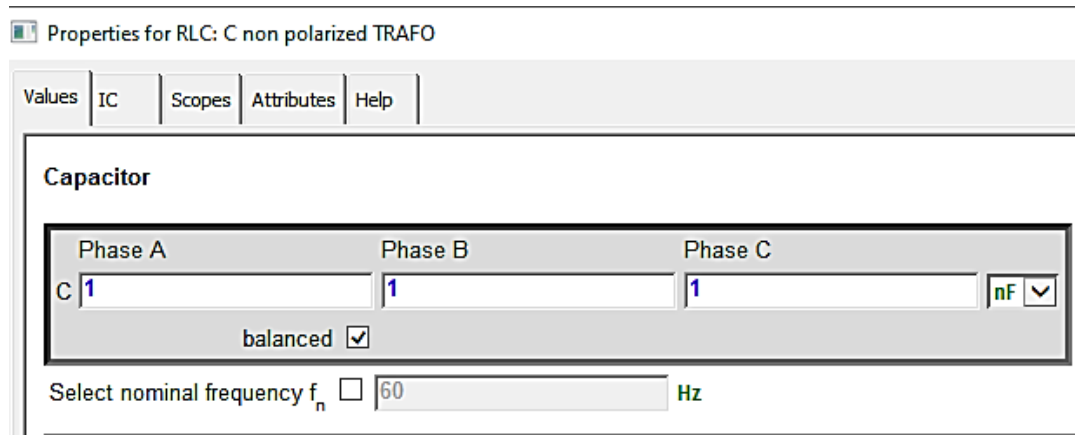 Properties for RLC: C non polarized TRAFO
Values IC Scopes Attributes Help
Capacitor
Phase A Phase B Phase C
C 1 1 1 nF
balanced
Select nominal frequency fn 60 Hz